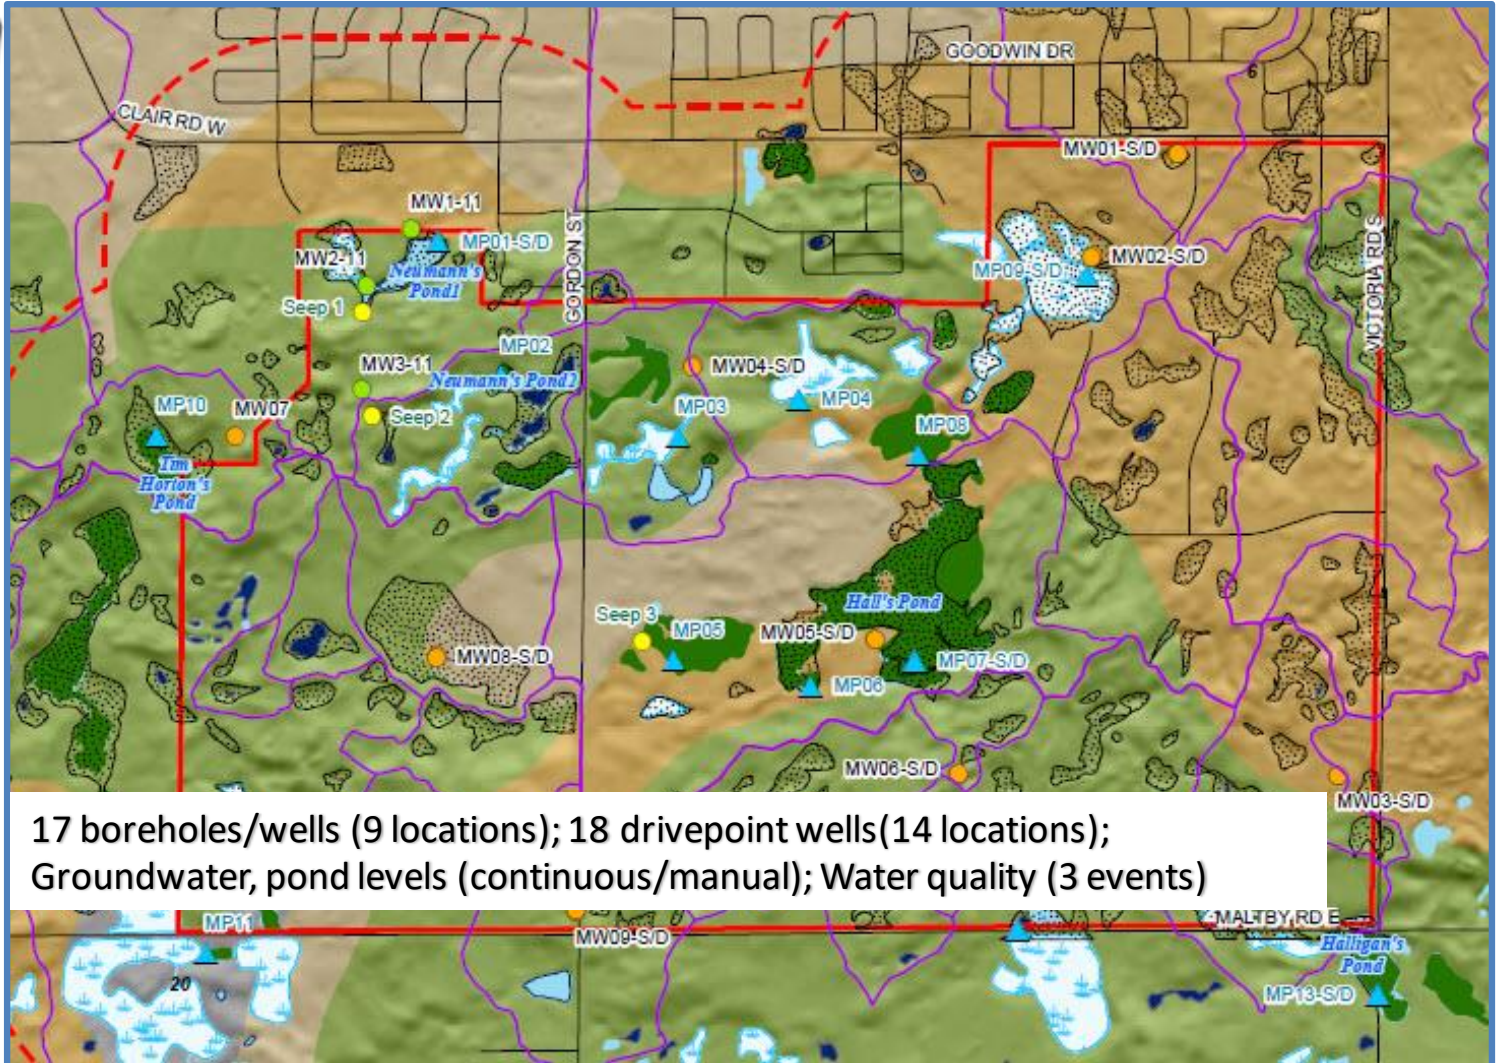 GOODWIN DR
6
CLAIR RD W
MW01-S/D
MW1-11
MP01-S/D
GORDON ST
VICTORIA RD S
MW2-11
Neumann's
Pond1
MP09-S/D
MW02-S/D
Seep 1
MP02
MW3-11
Neumann's Pond2
MW04-S/D
MP10
MW07
Seep 2
MP03
MP04
MP08
Tim
Horton's
Pond
Hall's Pond
Seep 3
MP05
MW05-S/D
MW08-S/D
MP07-S/D
MP06
MW06-S/D
MW03-S/D
17 boreholes/wells (9 locations); 18 drivepoint wells(14 locations);
Groundwater, pond levels (continuous/manual); Water quality (3 events)
MP11
MW09-S/D
MALTBY RD E
Halligan's
Pond
20
MP13-S/D